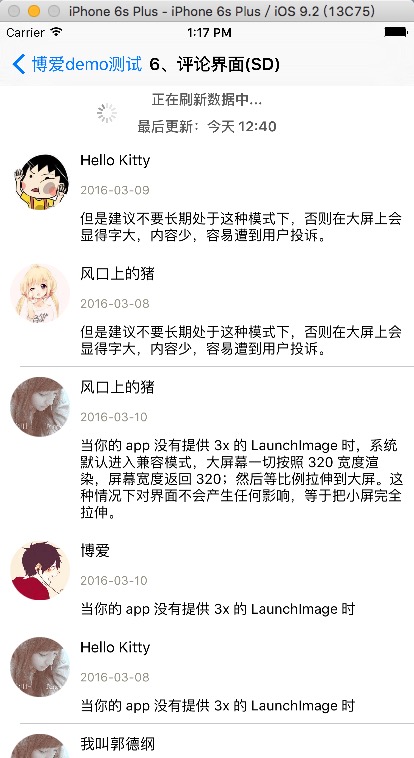 iPhone 6s Plus - iPhone 6s Plus / iOS 9.2 (13C75)
Carrier 1:17 PM
博爱demo测试 6、评论界面(SD)
正在刷新数据中...
最后更新：今天 12:40
Hello Kitty
2016-03-09
但是建议不要长期处于这种模式下，否则在大屏上会
显得字大，内容少，容易遭到用户投诉。
风口上的猪
2016-03-08
但是建议不要长期处于这种模式下，否则在大屏上会
显得字大，内容少，容易遭到用户投诉。
风口上的猪
2016-03-10
当你的 app 没有提供 3x 的 LaunchImage 时，系统
默认进入兼容模式，大屏幕一切按照 320 宽度渲
染，屏幕宽度返回 320；然后等比例拉伸到大屏。这
种情况下对界面不会产生任何影响，等于把小屏完全
拉伸。
博爱
2016-03-10
当你的 app 没有提供 3x 的 LaunchImage 时
Hello Kitty
2016-03-08
当你的 app 没有提供 3x 的 LaunchImage 时
我叫郭德纲